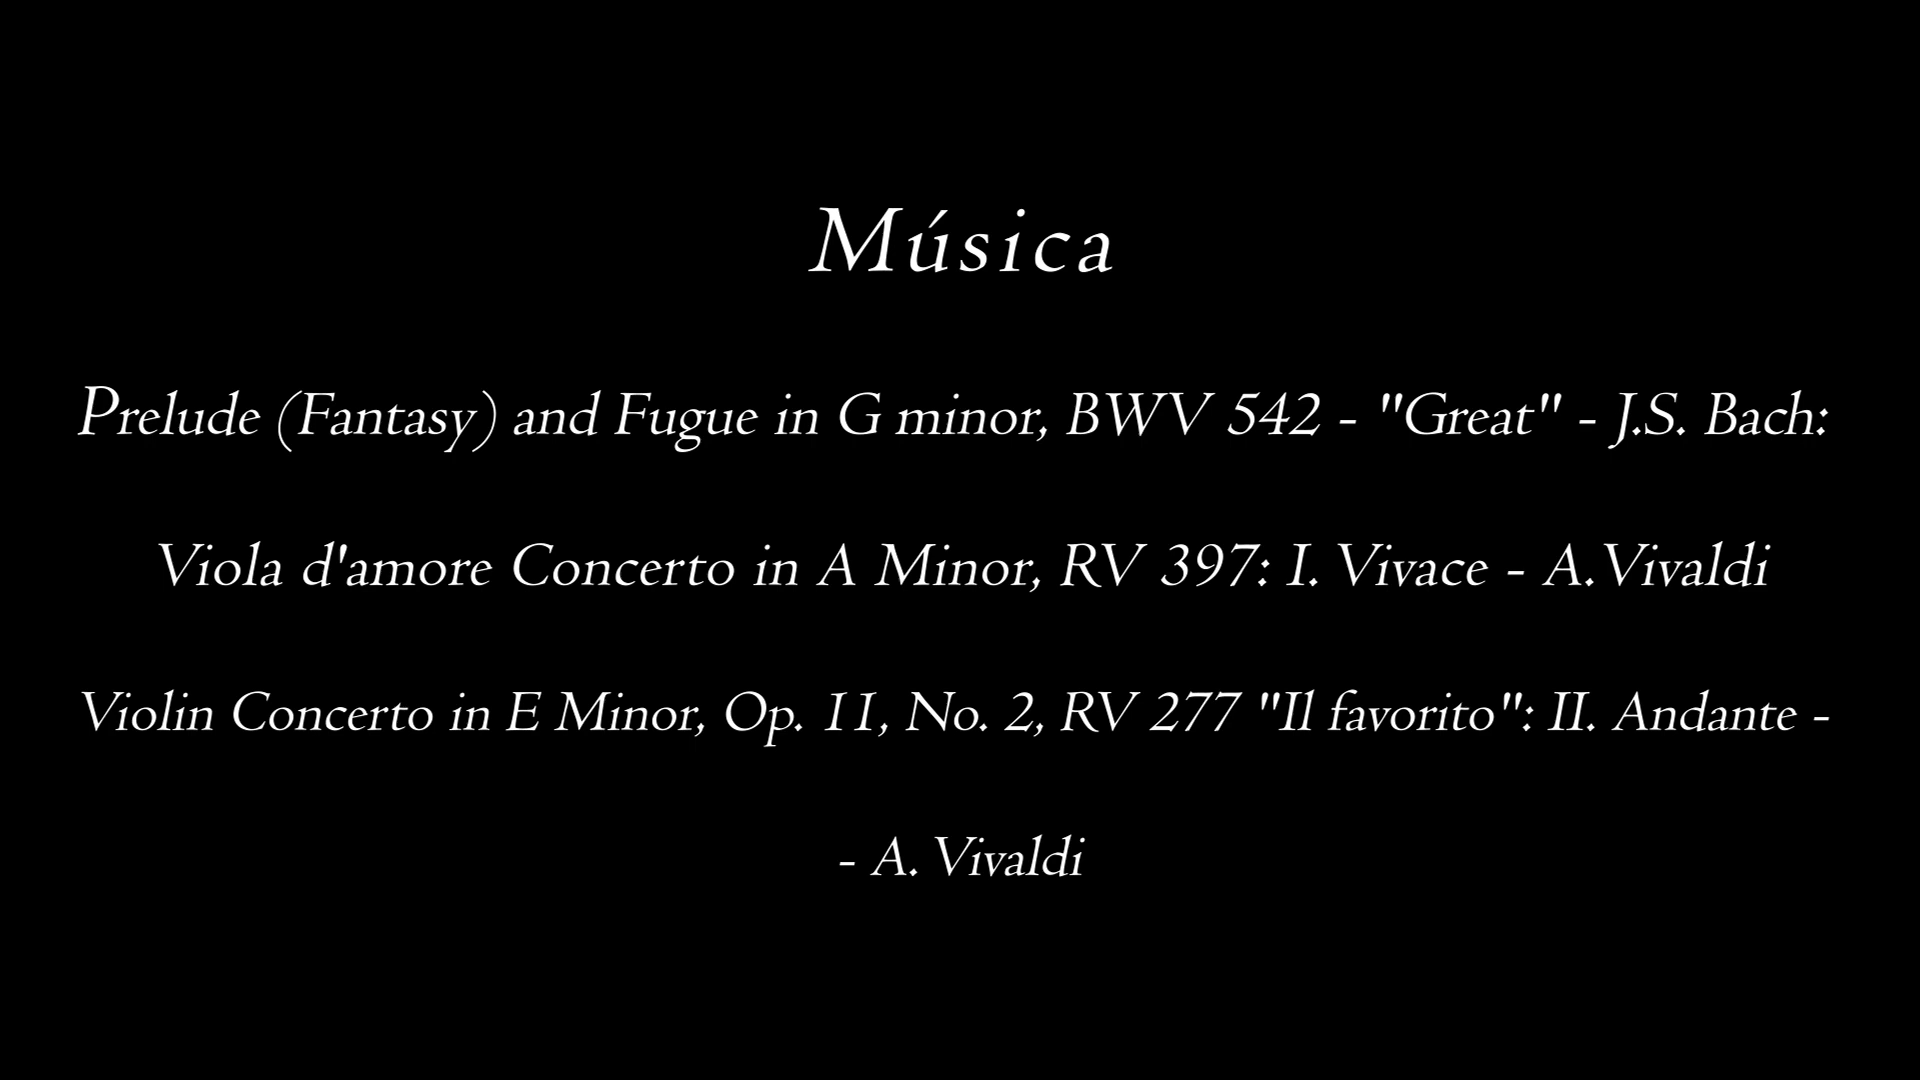 Música
Prelude (Fantasy) and Fugue in G minor, BWV 542 - "Great" - J.S. Bach:
Viola d'amore Concerto in A Minor, RV 397: I. Vivace - A.Vivaldi
Violin Concerto in E Minor, Op. 11, No. 2, RV 277 "Il favorito": II. Andante -
- A. Vivaldi